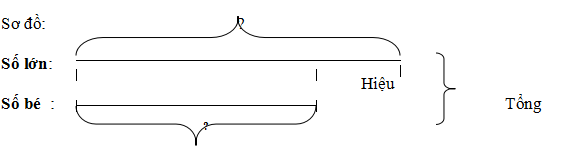 Sơ đồ:
?
Số lớn:
Hiệu
Số bé :
Tổng
?